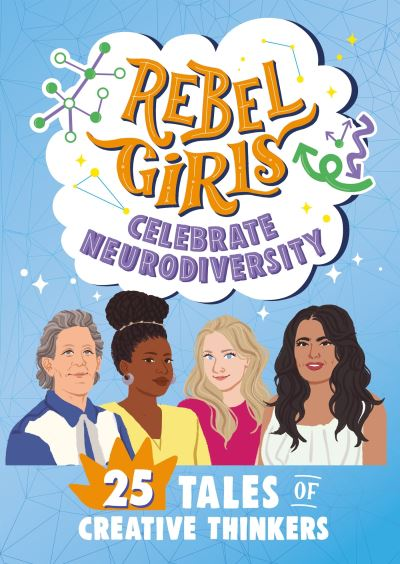 REBEL
GiRLS
CELEBRATE
NEURODIVERSITY
25 TALES OF
CREATIVE THINKERS